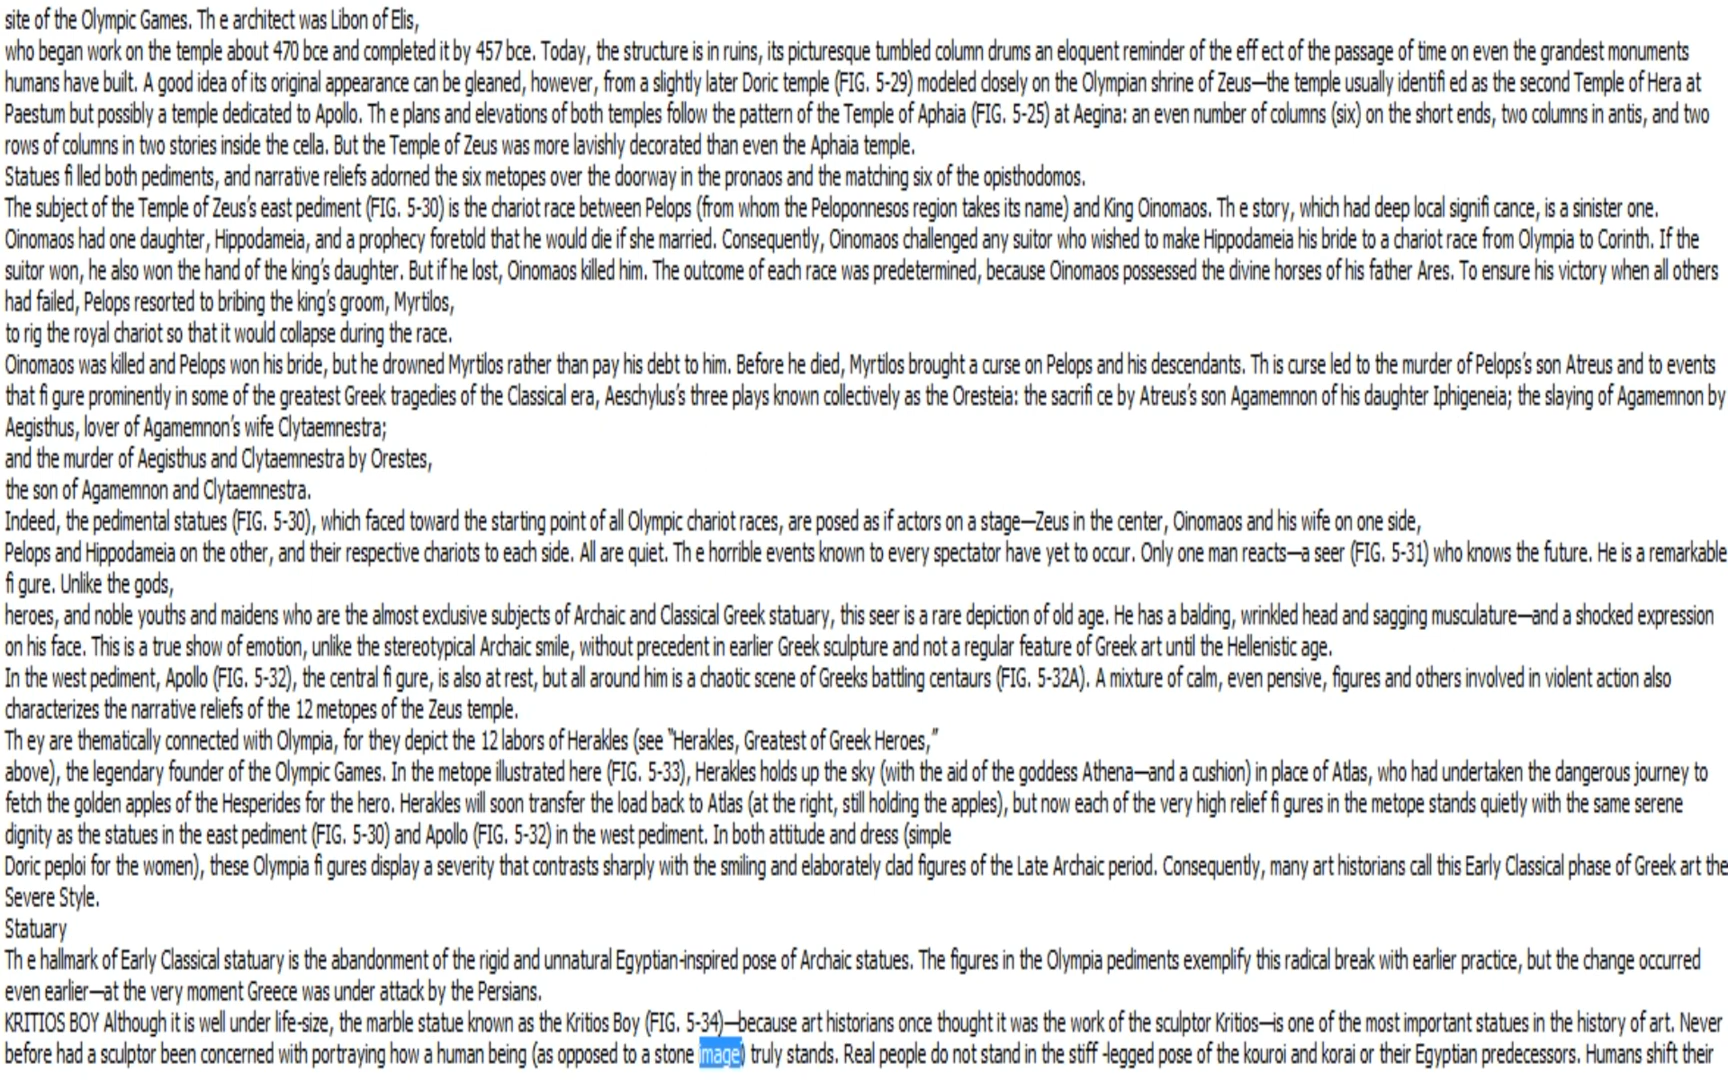 site of the Olympic Games. Th e architect was Libon of Elis,
who began work on the temple about 470 bce and completed it by 457 bce. Today, the structure is in ruins, its picturesque tumbled column drums an eloquent reminder of the eff ect of the passage of time on even the grandest monuments
humans have built. A good idea of its original appearance can be gleaned, however, from a slightly later Doric temple (FIG. 5-29) modeled closely on the Olympian shrine of Zeus—the temple usually identifi ed as the second Temple of Hera at
Paestum but possibly a temple dedicated to Apollo. Th e plans and elevations of both temples follow the pattern of the Temple of Aphaia (FIG. 5-25) at Aegina: an even number of columns (six) on the short ends, two columns in antis, and two
rows of columns in two stories inside the cella. But the Temple of Zeus was more lavishly decorated than even the Aphaia temple.
Statues fi lled both pediments, and narrative reliefs adorned the six metopes over the doorway in the pronaos and the matching six of the opisthodomos.
The subject of the Temple of Zeus's east pediment (FIG. 5-30) is the chariot race between Pelops (from whom the Peloponnesos region takes its name) and King Oinomaos. Th e story, which had deep local signifi cance, is a sinister one.
Oinomaos had one daughter, Hippodameia, and a prophecy foretold that he would die if she married. Consequently, Oinomaos challenged any suitor who wished to make Hippodameia his bride to a chariot race from Olympia to Corinth. If the
suitor won, he also won the hand of the king's daughter. But if he lost, Oinomaos killed him. The outcome of each race was predetermined, because Oinomaos possessed the divine horses of his father Ares. To ensure his victory when all others
had failed, Pelops resorted to bribing the king's groom, Myrtilos,
to rig the royal chariot so that it would collapse during the race.
Oinomaos was killed and Pelops won his bride, but he drowned Myrtilos rather than pay his debt to him. Before he died, Myrtilos brought a curse on Pelops and his descendants. Th is curse led to the murder of Pelops's son Atreus and to events
that fi gure prominently in some of the greatest Greek tragedies of the Classical era, Aeschylus's three plays known collectively as the Oresteia: the sacrifi ce by Atreus's son Agamemnon of his daughter Iphigeneia; the slaying of Agamemnon by
Aegisthus, lover of Agamemnon's wife Clytaemnestra;
and the murder of Aegisthus and Clytaemnestra by Orestes,
the son of Agamemnon and Clytaemnestra.
Indeed, the pedimental statues (FIG. 5-30), which faced toward the starting point of all Olympic chariot races, are posed as if actors on a stage—Zeus in the center, Oinomaos and his wife on one side,
Pelops and Hippodameia on the other, and their respective chariots to each side. All are quiet. Th e horrible events known to every spectator have yet to occur. Only one man reacts—a seer (FIG. 5-31) who knows the future. He is a remarkable
fi gure. Unlike the gods,
heroes, and noble youths and maidens who are the almost exclusive subjects of Archaic and Classical Greek statuary, this seer is a rare depiction of old age. He has a balding, wrinkled head and sagging musculature—and a shocked expression
on his face. This is a true show of emotion, unlike the stereotypical Archaic smile, without precedent in earlier Greek sculpture and not a regular feature of Greek art until the Hellenistic age.
In the west pediment, Apollo (FIG. 5-32), the central fi gure, is also at rest, but all around him is a chaotic scene of Greeks battling centaurs (FIG. 5-32A). A mixture of calm, even pensive, figures and others involved in violent action also
characterizes the narrative reliefs of the 12 metopes of the Zeus temple.
Th ey are thematically connected with Olympia, for they depict the 12 labors of Herakles (see "Herakles, Greatest of Greek Heroes,"
above), the legendary founder of the Olympic Games. In the metope illustrated here (FIG. 5-33), Herakles holds up the sky (with the aid of the goddess Athena—and a cushion) in place of Atlas, who had undertaken the dangerous journey to
fetch the golden apples of the Hesperides for the hero. Herakles will soon transfer the load back to Atlas (at the right, still holding the apples), but now each of the very high relief fi gures in the metope stands quietly with the same serene
dignity as the statues in the east pediment (FIG. 5-30) and Apollo (FIG. 5-32) in the west pediment. In both attitude and dress (simple
Doric peploi for the women), these Olympia fi gures display a severity that contrasts sharply with the smiling and elaborately clad figures of the Late Archaic period. Consequently, many art historians call this Early Classical phase of Greek art the
Severe Style.
Statuary
Th e hallmark of Early Classical statuary is the abandonment of the rigid and unnatural Egyptian-inspired pose of Archaic statues. The figures in the Olympia pediments exemplify this radical break with earlier practice, but the change occurred
even earlier—at the very moment Greece was under attack by the Persians.
KRITIOS BOY Although it is well under life-size, the marble statue known as the Kritios Boy (FIG. 5-34)—because art historians once thought it was the work of the sculptor Kritios—is one of the most important statues in the history of art. Never
before had a sculptor been concerned with portraying how a human being (as opposed to a stone image) truly stands. Real people do not stand in the stiff -legged pose of the kouroi and korai or their Egyptian predecessors. Humans shift their